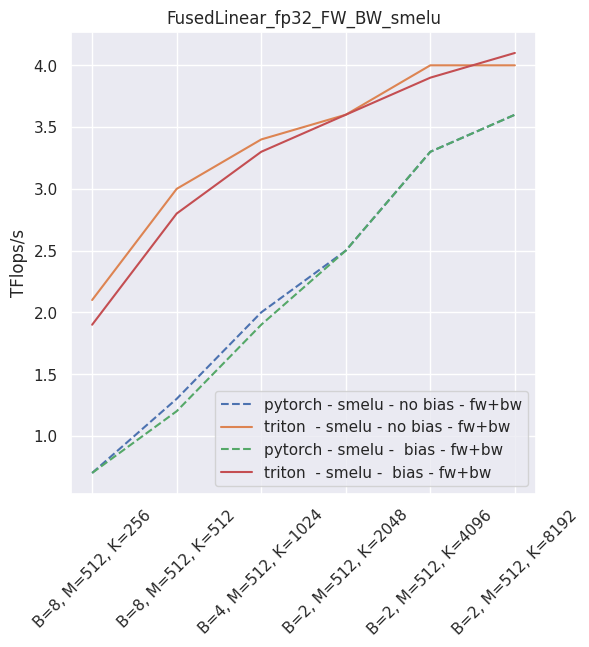 FusedLinear_fp32_FW_BW_smelu
TFlops/s
4.0
3.5
3.0
2.5
2.0
1.5
1.0
pytorch - smelu - no bias - fw+bw
triton  - smelu - no bias - fw+bw
pytorch - smelu -  bias - fw+bw
triton  - smelu -  bias - fw+bw
B=8, M=512, K=256
B=8, M=512, K=512
B=4, M=512, K=1024
B=2, M=512, K=2048
B=2, M=512, K=4096
B=2, M=512, K=8192